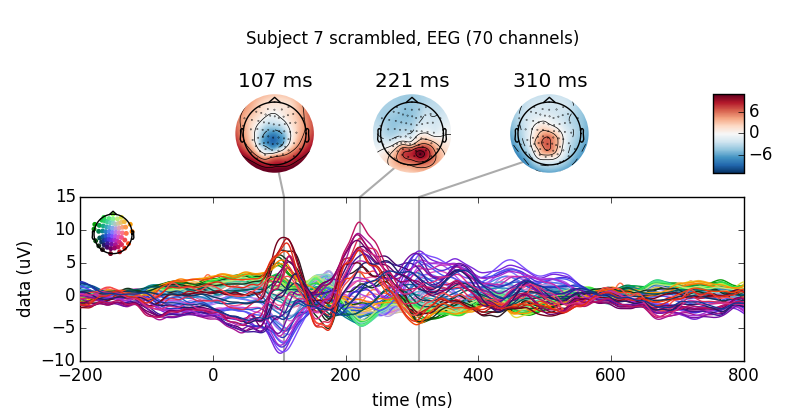 Subject 7 scrambled, EEG (70 channels)
107 ms 221 ms 310 ms
6
0
−6
15
10
5
0
−5
−10
data (uV)
−200 0 200 400 600 800
time (ms)